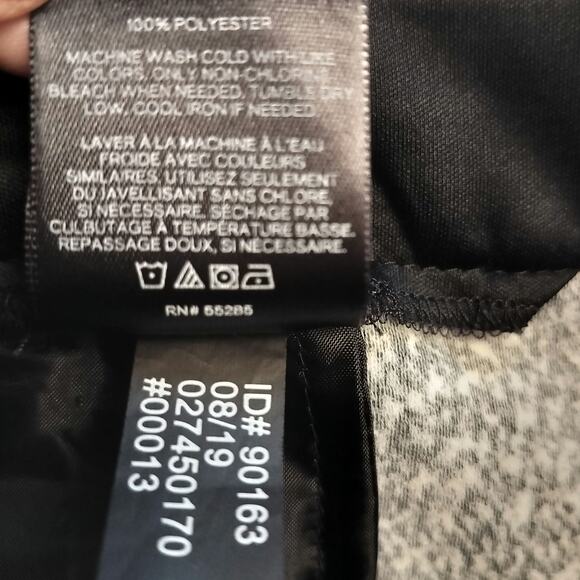 100% POLYESTER
MACHINE WASH COLD WITH LIKE
COLORS. ONLY NON-CHLORINE
BLEACH WHEN NEEDED. TUMBLE DRY
LOW. COOL IRON IF NEEDED.
LAVER À LA MACHINE À L'EAU
FROIDE AVEC COULEURS
SIMILAIRES. UTILISEZ SEULEMENT
DU JAVELLISANT SANS CHLORE,
SI NÉCESSAIRE. SÉCHAGE PAR
CULBUTAGE À TEMPÉRATURE BASSE.
REPASSAGE DOUX, SI NÉCESSAIRE.
RN# 55285
ID# 90163
08/19
027450170
#00013